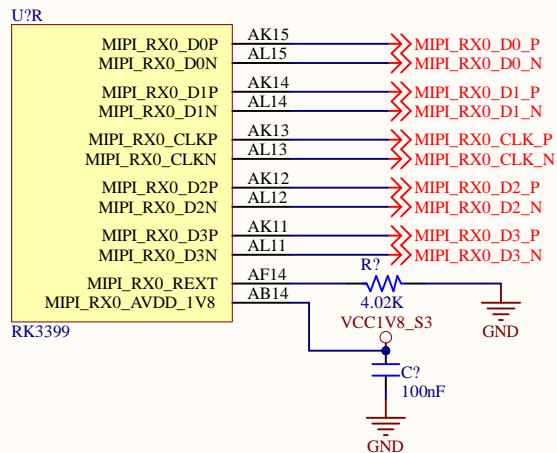 U?R
MIPI_RX0_D0P AK15 MIPI_RX0_D0_P
MIPI_RX0_D0N AL15 MIPI_RX0_D0_N
MIPI_RX0_D1P AK14 MIPI_RX0_D1_P
MIPI_RX0_D1N AL14 MIPI_RX0_D1_N
MIPI_RX0_CLKP AK13 MIPI_RX0_CLK_P
MIPI_RX0_CLKN AL13 MIPI_RX0_CLK_N
MIPI_RX0_D2P AK12 MIPI_RX0_D2_P
MIPI_RX0_D2N AL12 MIPI_RX0_D2_N
MIPI_RX0_D3P AK11 MIPI_RX0_D3_P
MIPI_RX0_D3N AL11 MIPI_RX0_D3_N
R?
MIPI_RX0_REXT AF14
MIPI_RX0_AVDD_1V8 AB14 4.02K
VCC1V8_S3
RK3399 GND
C?
100nF
GND